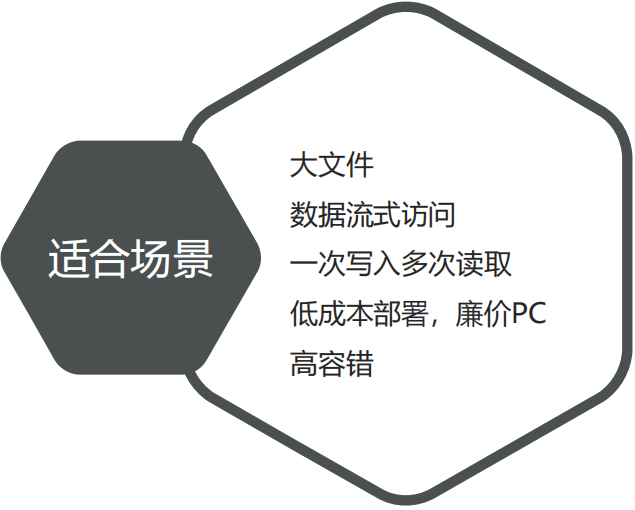 适合场景
大文件
数据流式访问
一次写入多次读取
低成本部署，廉价PC
高容错